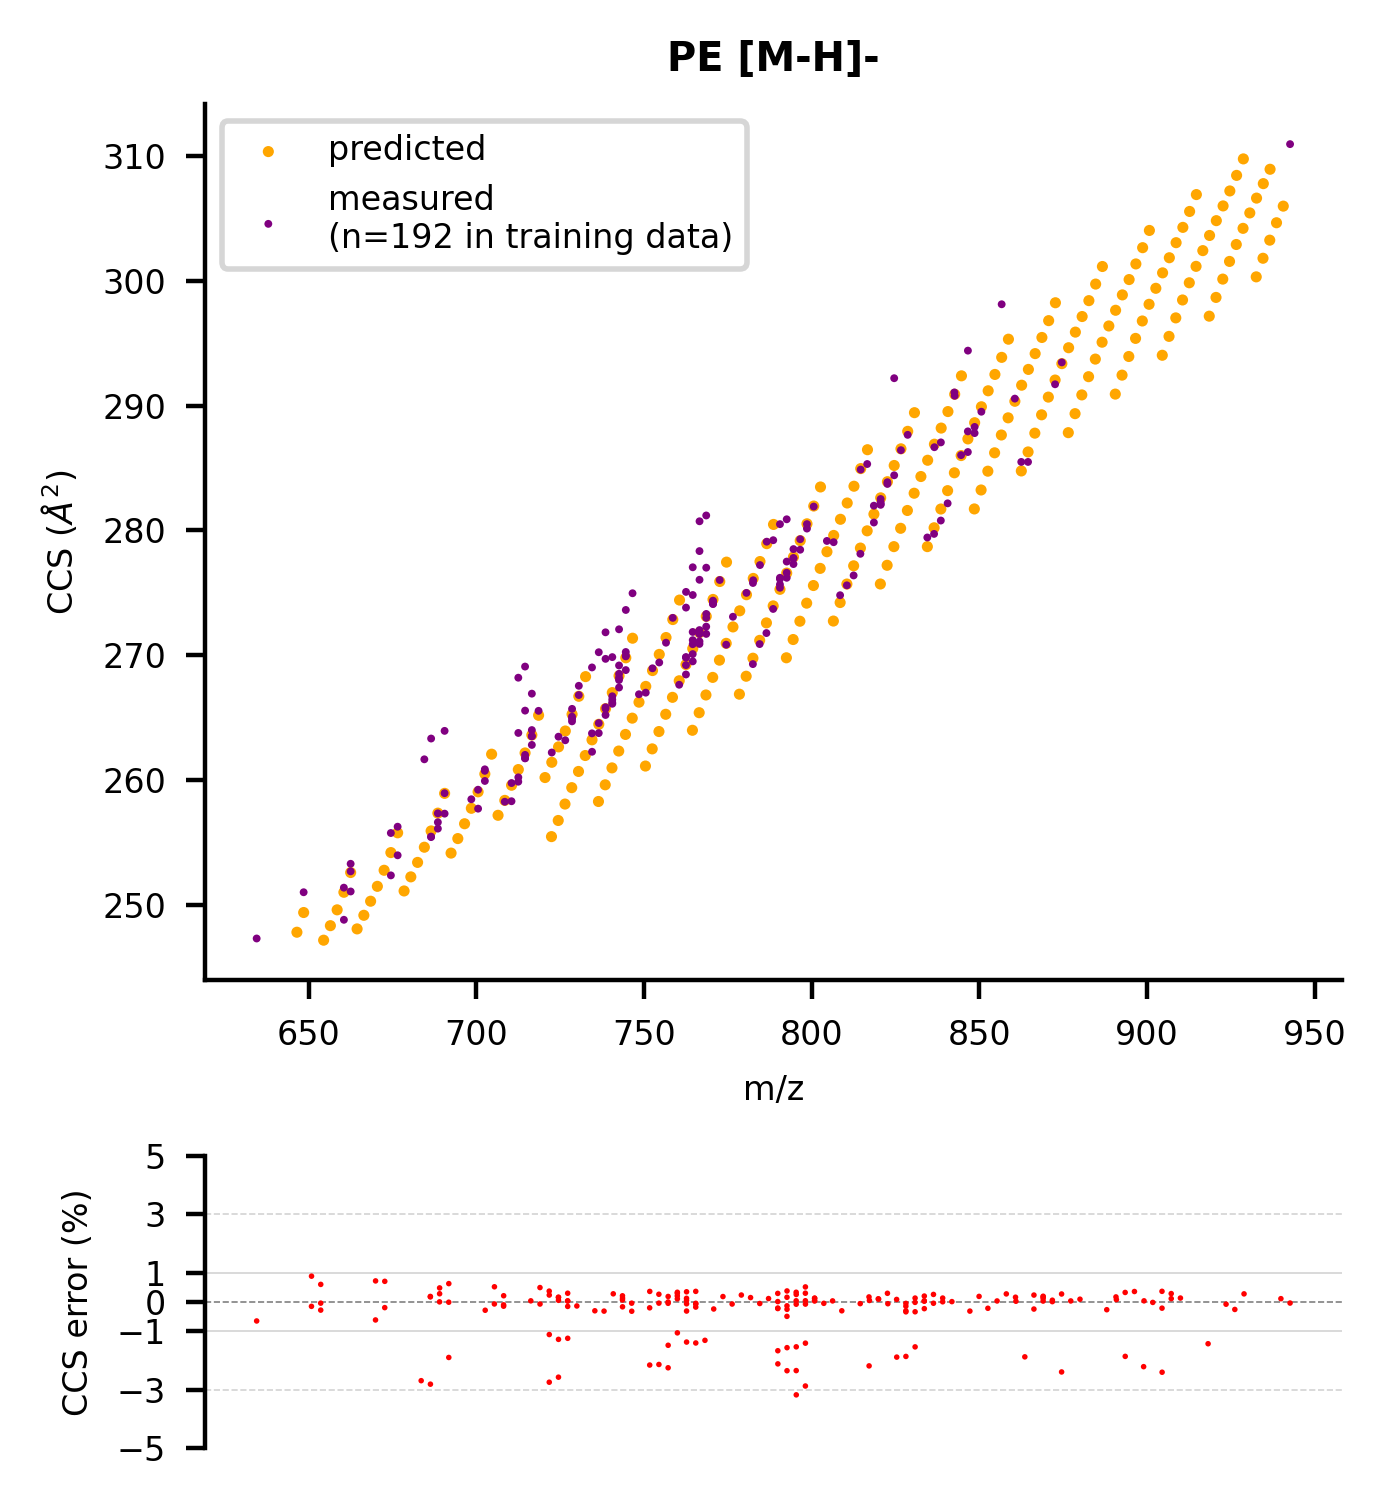 PE [M-H]-
predicted
measured
(n=192 in training data)
CCS (Å²)
310
300
290
280
270
260
250
650 700 750 800 850 900 950
m/z
CCS error (%)
5
3
1
0
−1
−3
−5